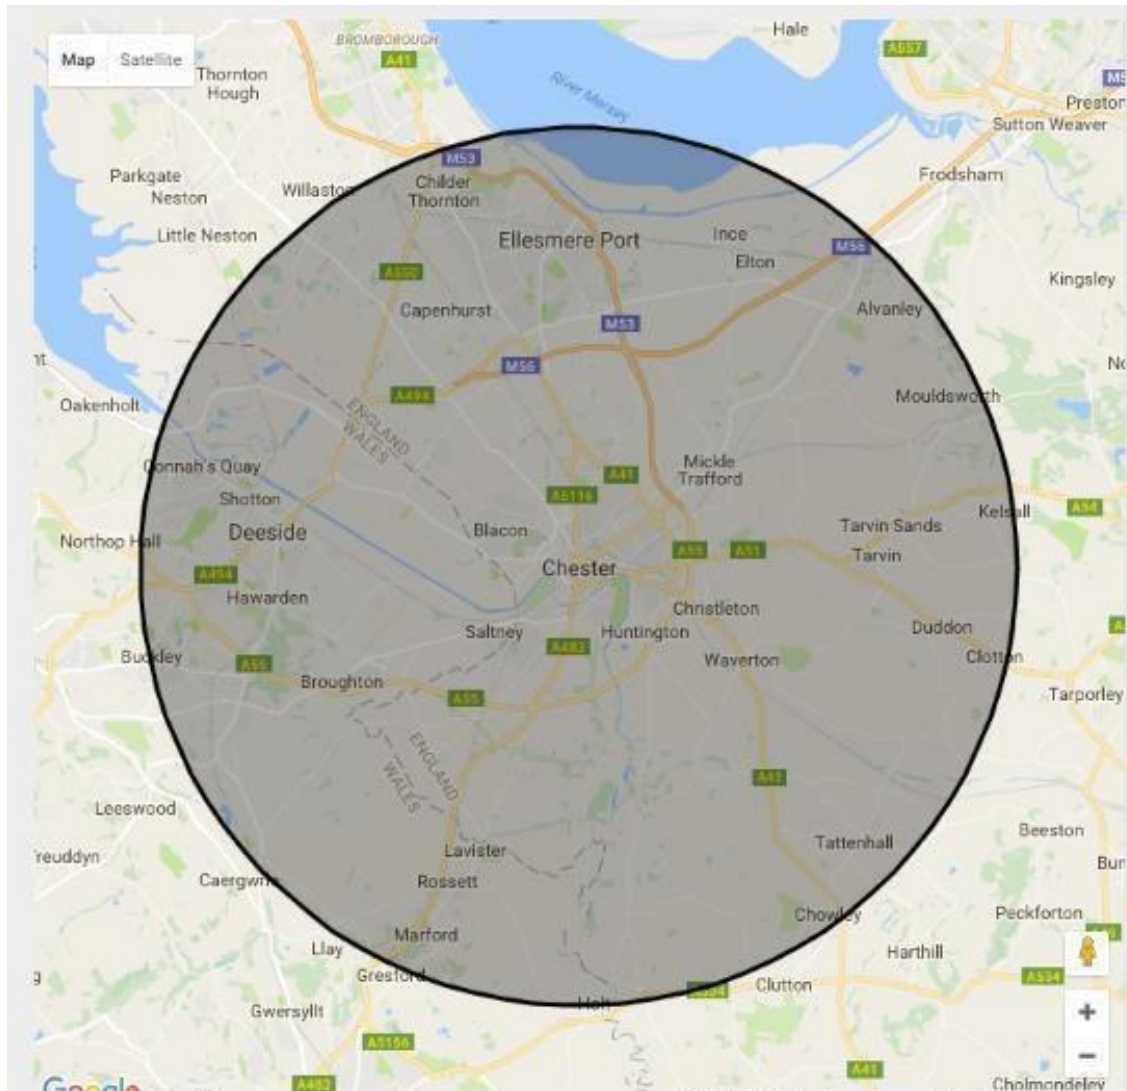 Hale
BROMBOROUGH
A557
A41
Map Satellite
Thornton
Hough
River Mersey
Preston
Sutton Weaver
M53
Parkgate
Childer
Thornton
Frodsham
Neston
Little Neston
Ellesmere Port
Ince
M56
Elton
A550
Kingsley
Capenhurst
Alvanley
M53
M56
A494
Mouldsworth
Oakenholt
ENGLAND
WALES
Connah's Quay
Mickle
Trafford
A41
Shotton
A5116
Kelsall
A54
Deeside
Blacon
Tarvin Sands
Northop Hall
A55
A51
Tarvin
Chester
A494
Hawarden
Christleton
Saltney
Huntington
Duddon
A483
Buckley
A55
Waverton
Clotton
Broughton
A55
Tarporley
ENGLAND
WALES
A41
Leeswood
Beeston
Lavister
Tattenhall
Rossett
Chowley
Peckforton
Marford
Llay
Harthill
Gresford
A534
A534
Clutton
Holt
Gwersyllt
+
A5156
−
A41
Google
A483
Cholmondeley